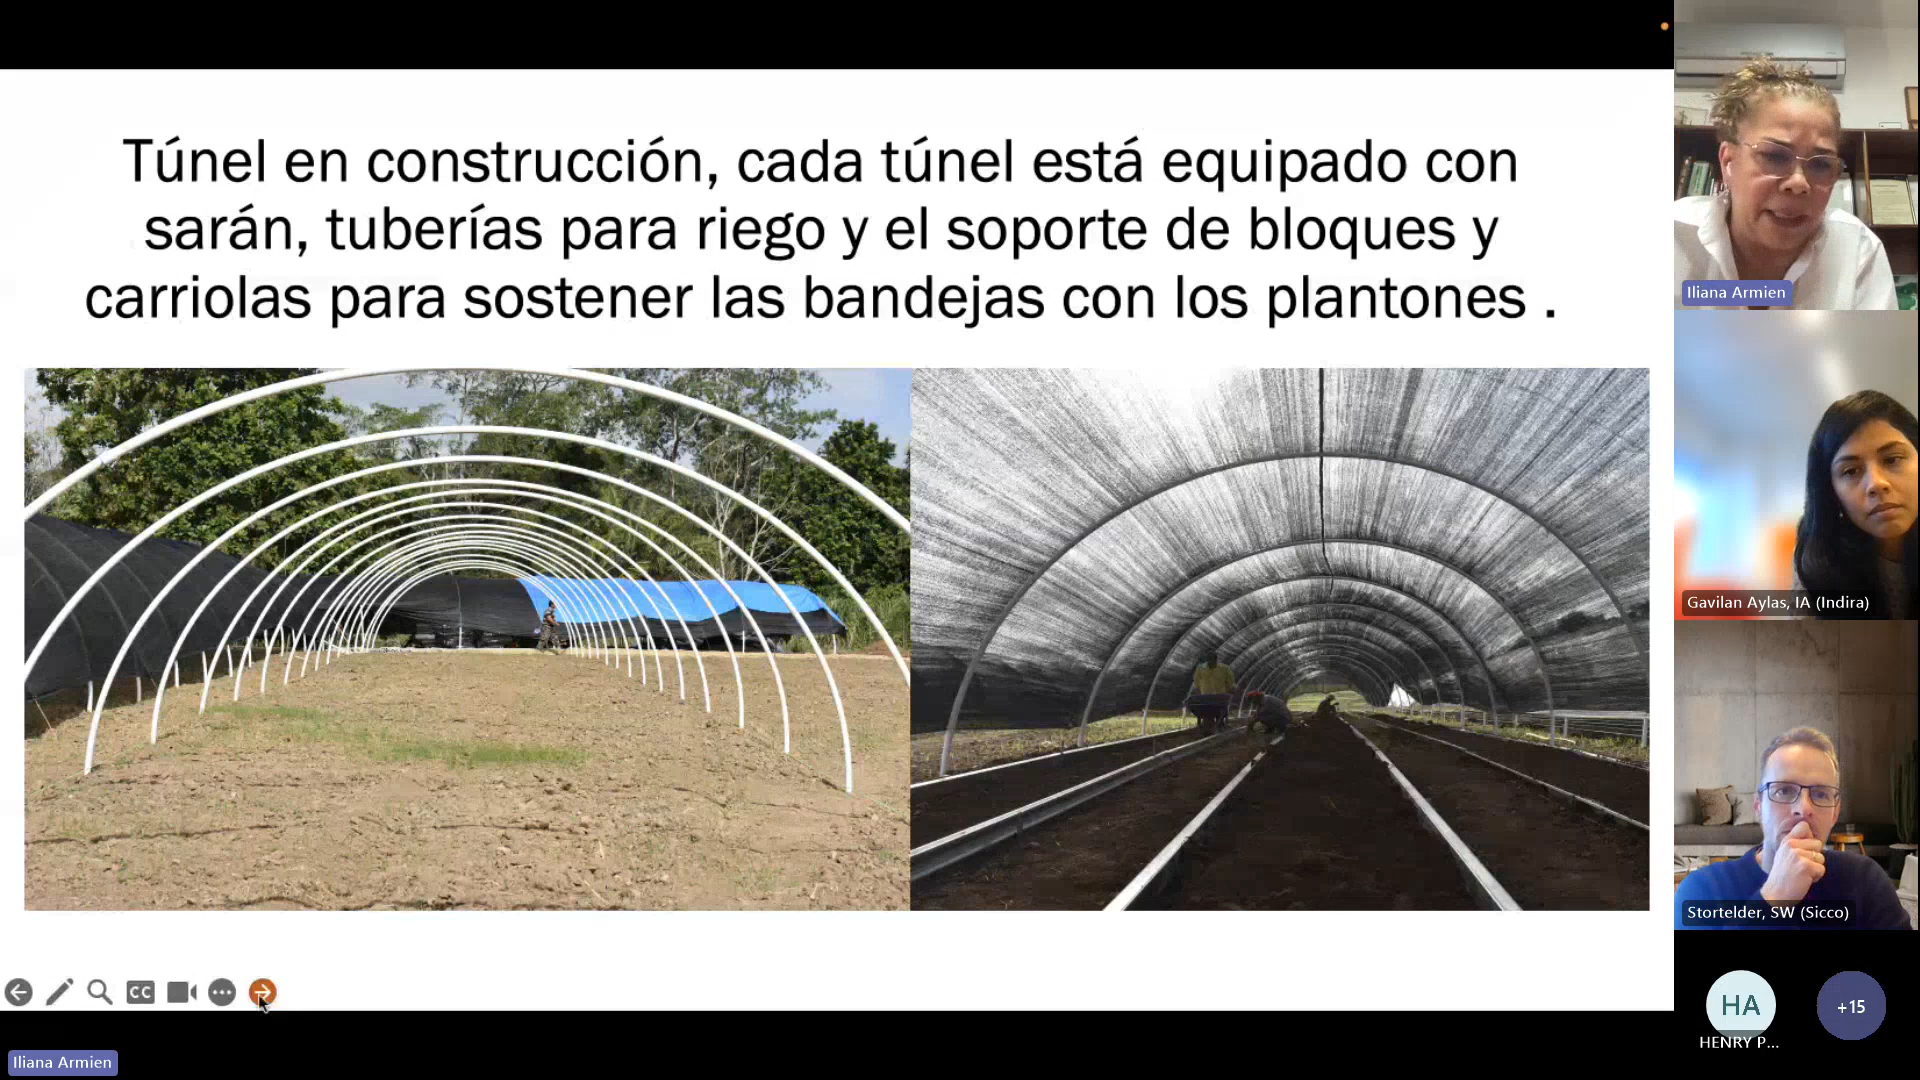 Túnel en construcción, cada túnel está equipado con
sarán, tuberías para riego y el soporte de bloques y
carriolas para sostener las bandejas con los plantones .
Iliana Armien
Gavilan Aylas, IA (Indira)
Stortelder, SW (Sicco)
CC
HA
+15
HENRY P...
Iliana Armien